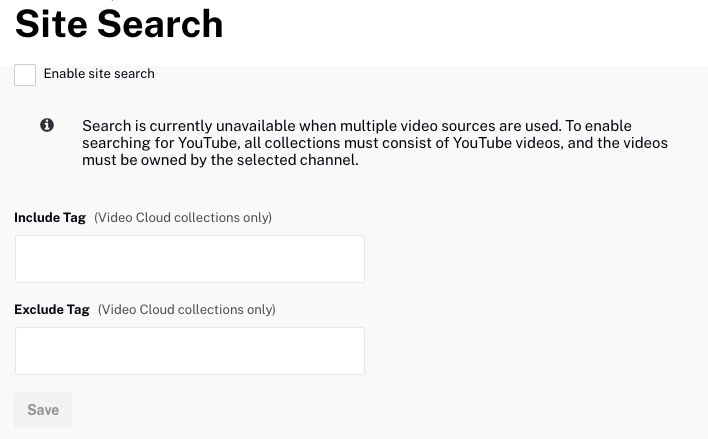 Site Search
Enable site search
Search is currently unavailable when multiple video sources are used. To enable
searching for YouTube, all collections must consist of YouTube videos, and the videos
must be owned by the selected channel.
Include Tag (Video Cloud collections only)
Exclude Tag (Video Cloud collections only)
Save